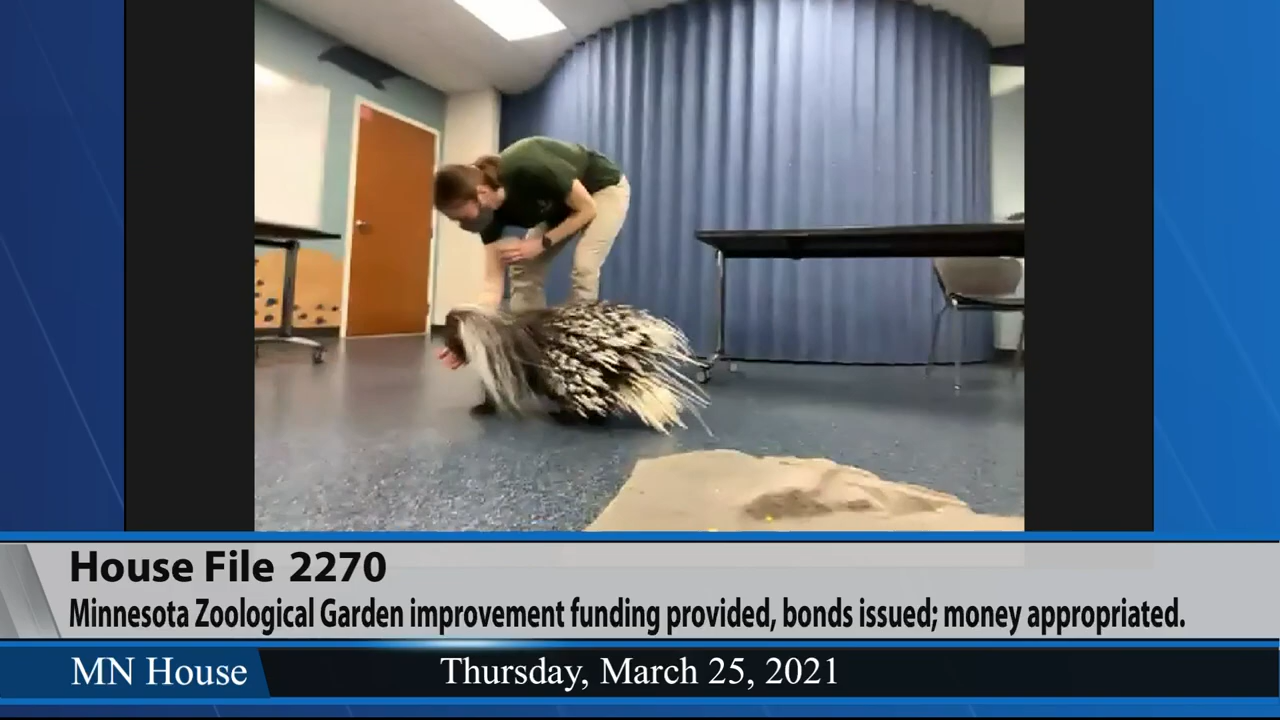 House File 2270
Minnesota Zoological Garden improvement funding provided, bonds issued; money appropriated.
MN House
Thursday, March 25, 2021